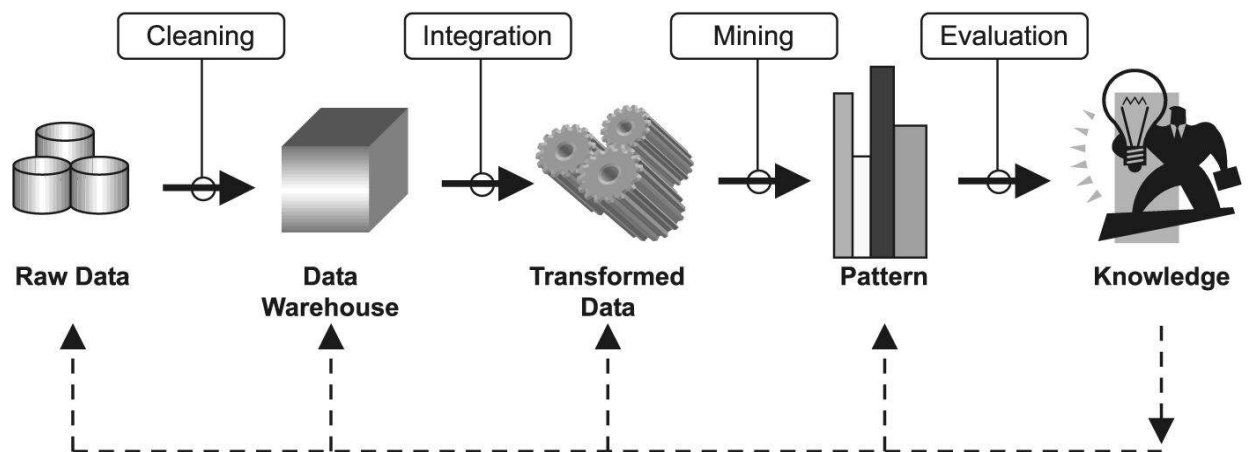 Cleaning
Integration
Mining
Evaluation
Raw Data
Data
Warehouse
Transformed
Data
Pattern
Knowledge